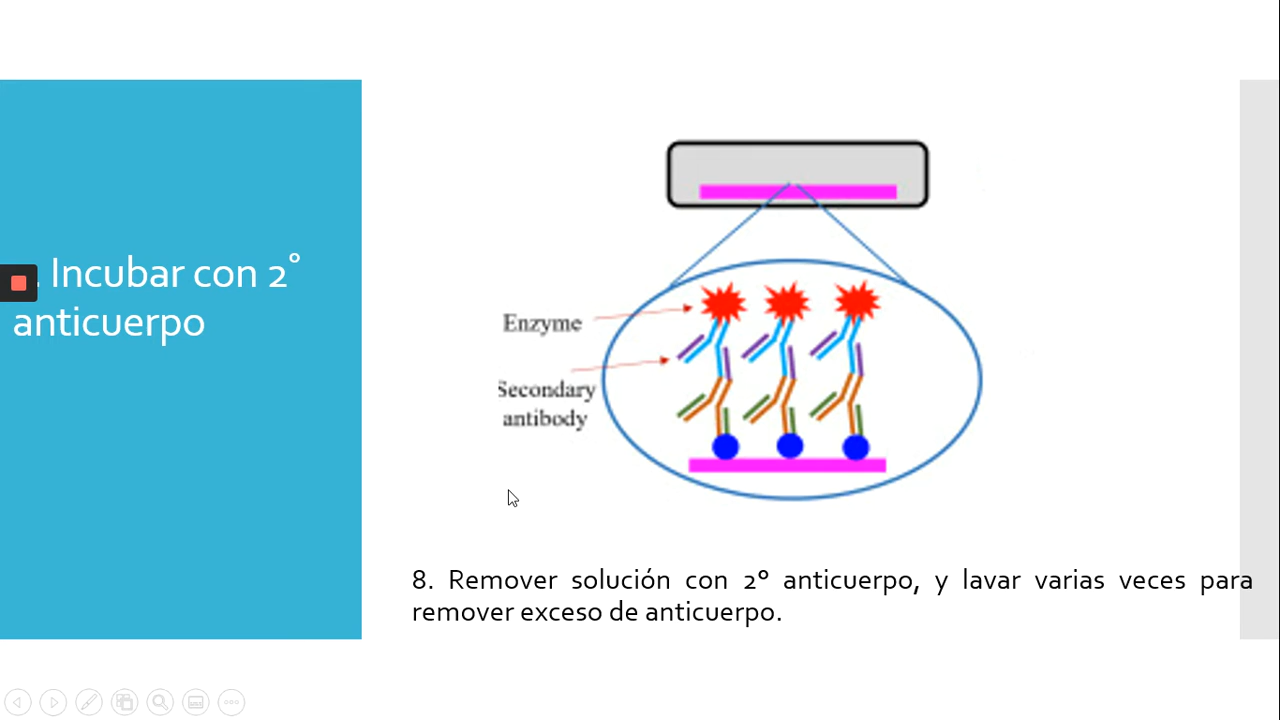 . Incubar con 2°
anticuerpo
Enzyme
Secondary
antibody
8. Remover solución con 2° anticuerpo, y lavar varias veces para
remover exceso de anticuerpo.